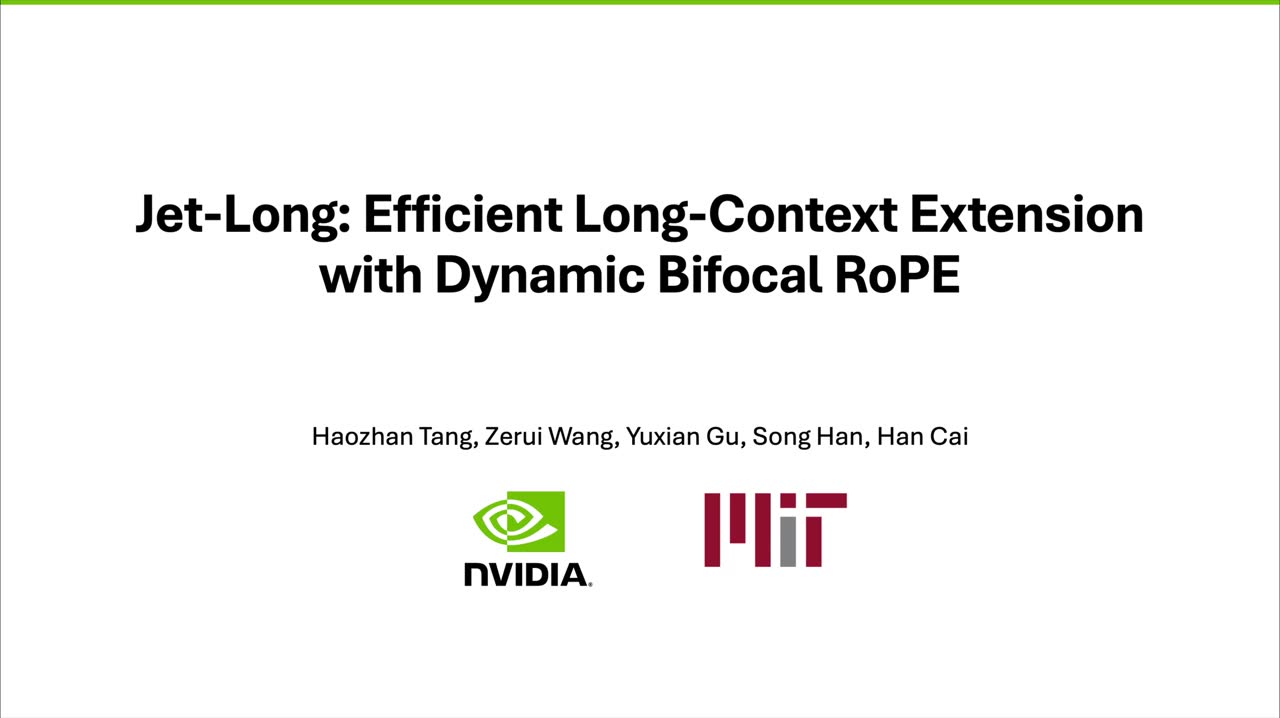 Jet-Long: Efficient Long-Context Extension
with Dynamic Bifocal RoPE
Haozhan Tang, Zerui Wang, Yuxian Gu, Song Han, Han Cai
NVIDIA®
MIT